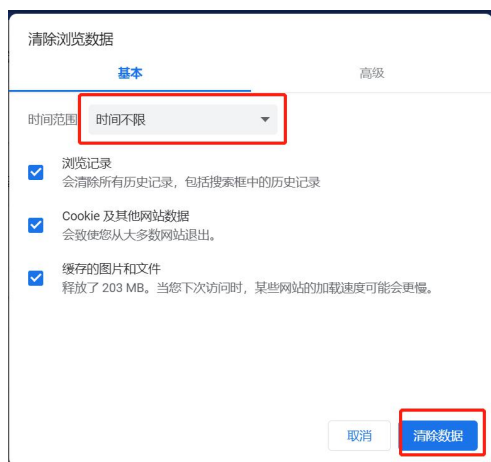 清除浏览数据
基本 高级
时间范围 时间不限
浏览记录
会清除所有历史记录，包括搜索框中的历史记录
Cookie 及其他网站数据
会致使您从大多数网站退出。
缓存的图片和文件
释放了 203 MB。当您下次访问时，某些网站的加载速度可能会更慢。
取消 清除数据